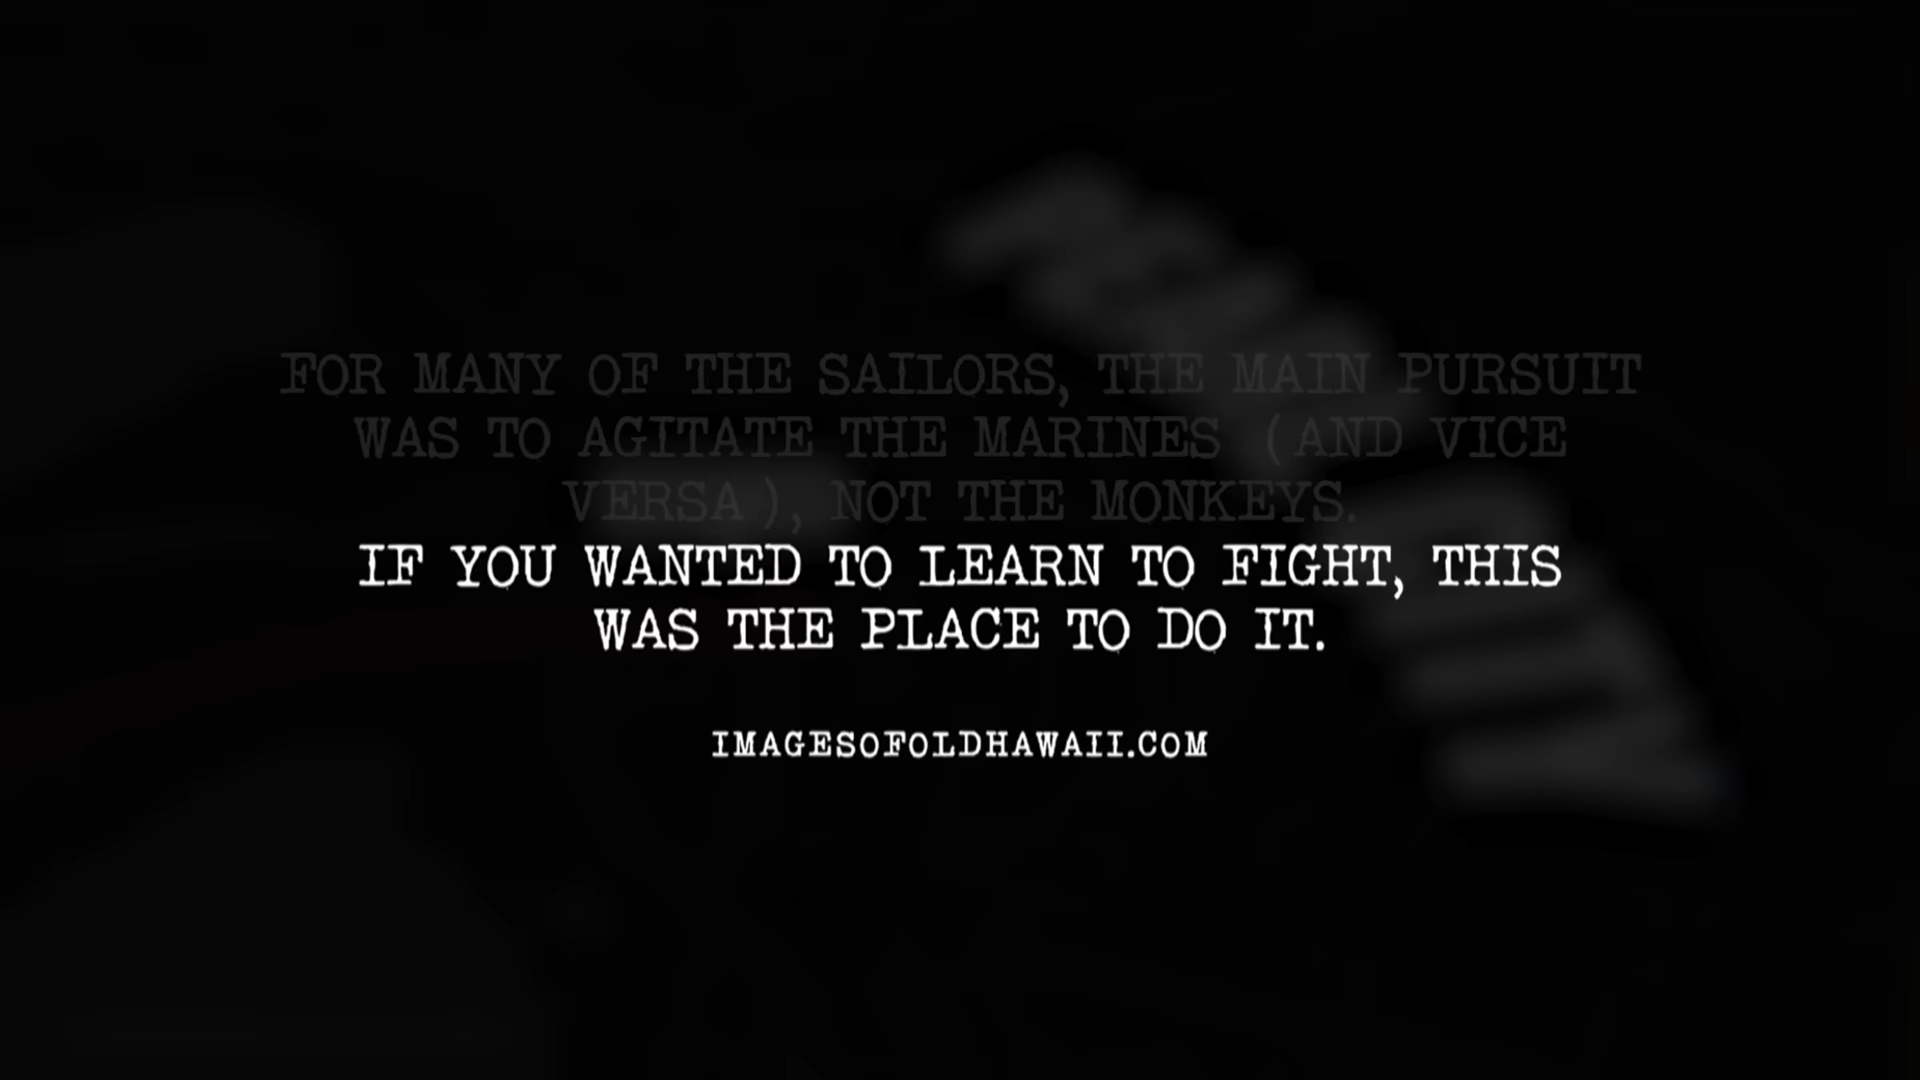 FOR MANY OF THE SAILORS, THE MAIN PURSUIT
WAS TO AGITATE THE MARINES (AND VICE
VERSA), NOT THE MONKEYS.
IF YOU WANTED TO LEARN TO FIGHT, THIS
WAS THE PLACE TO DO IT.
IMAGESOFOLDHAWAII.COM